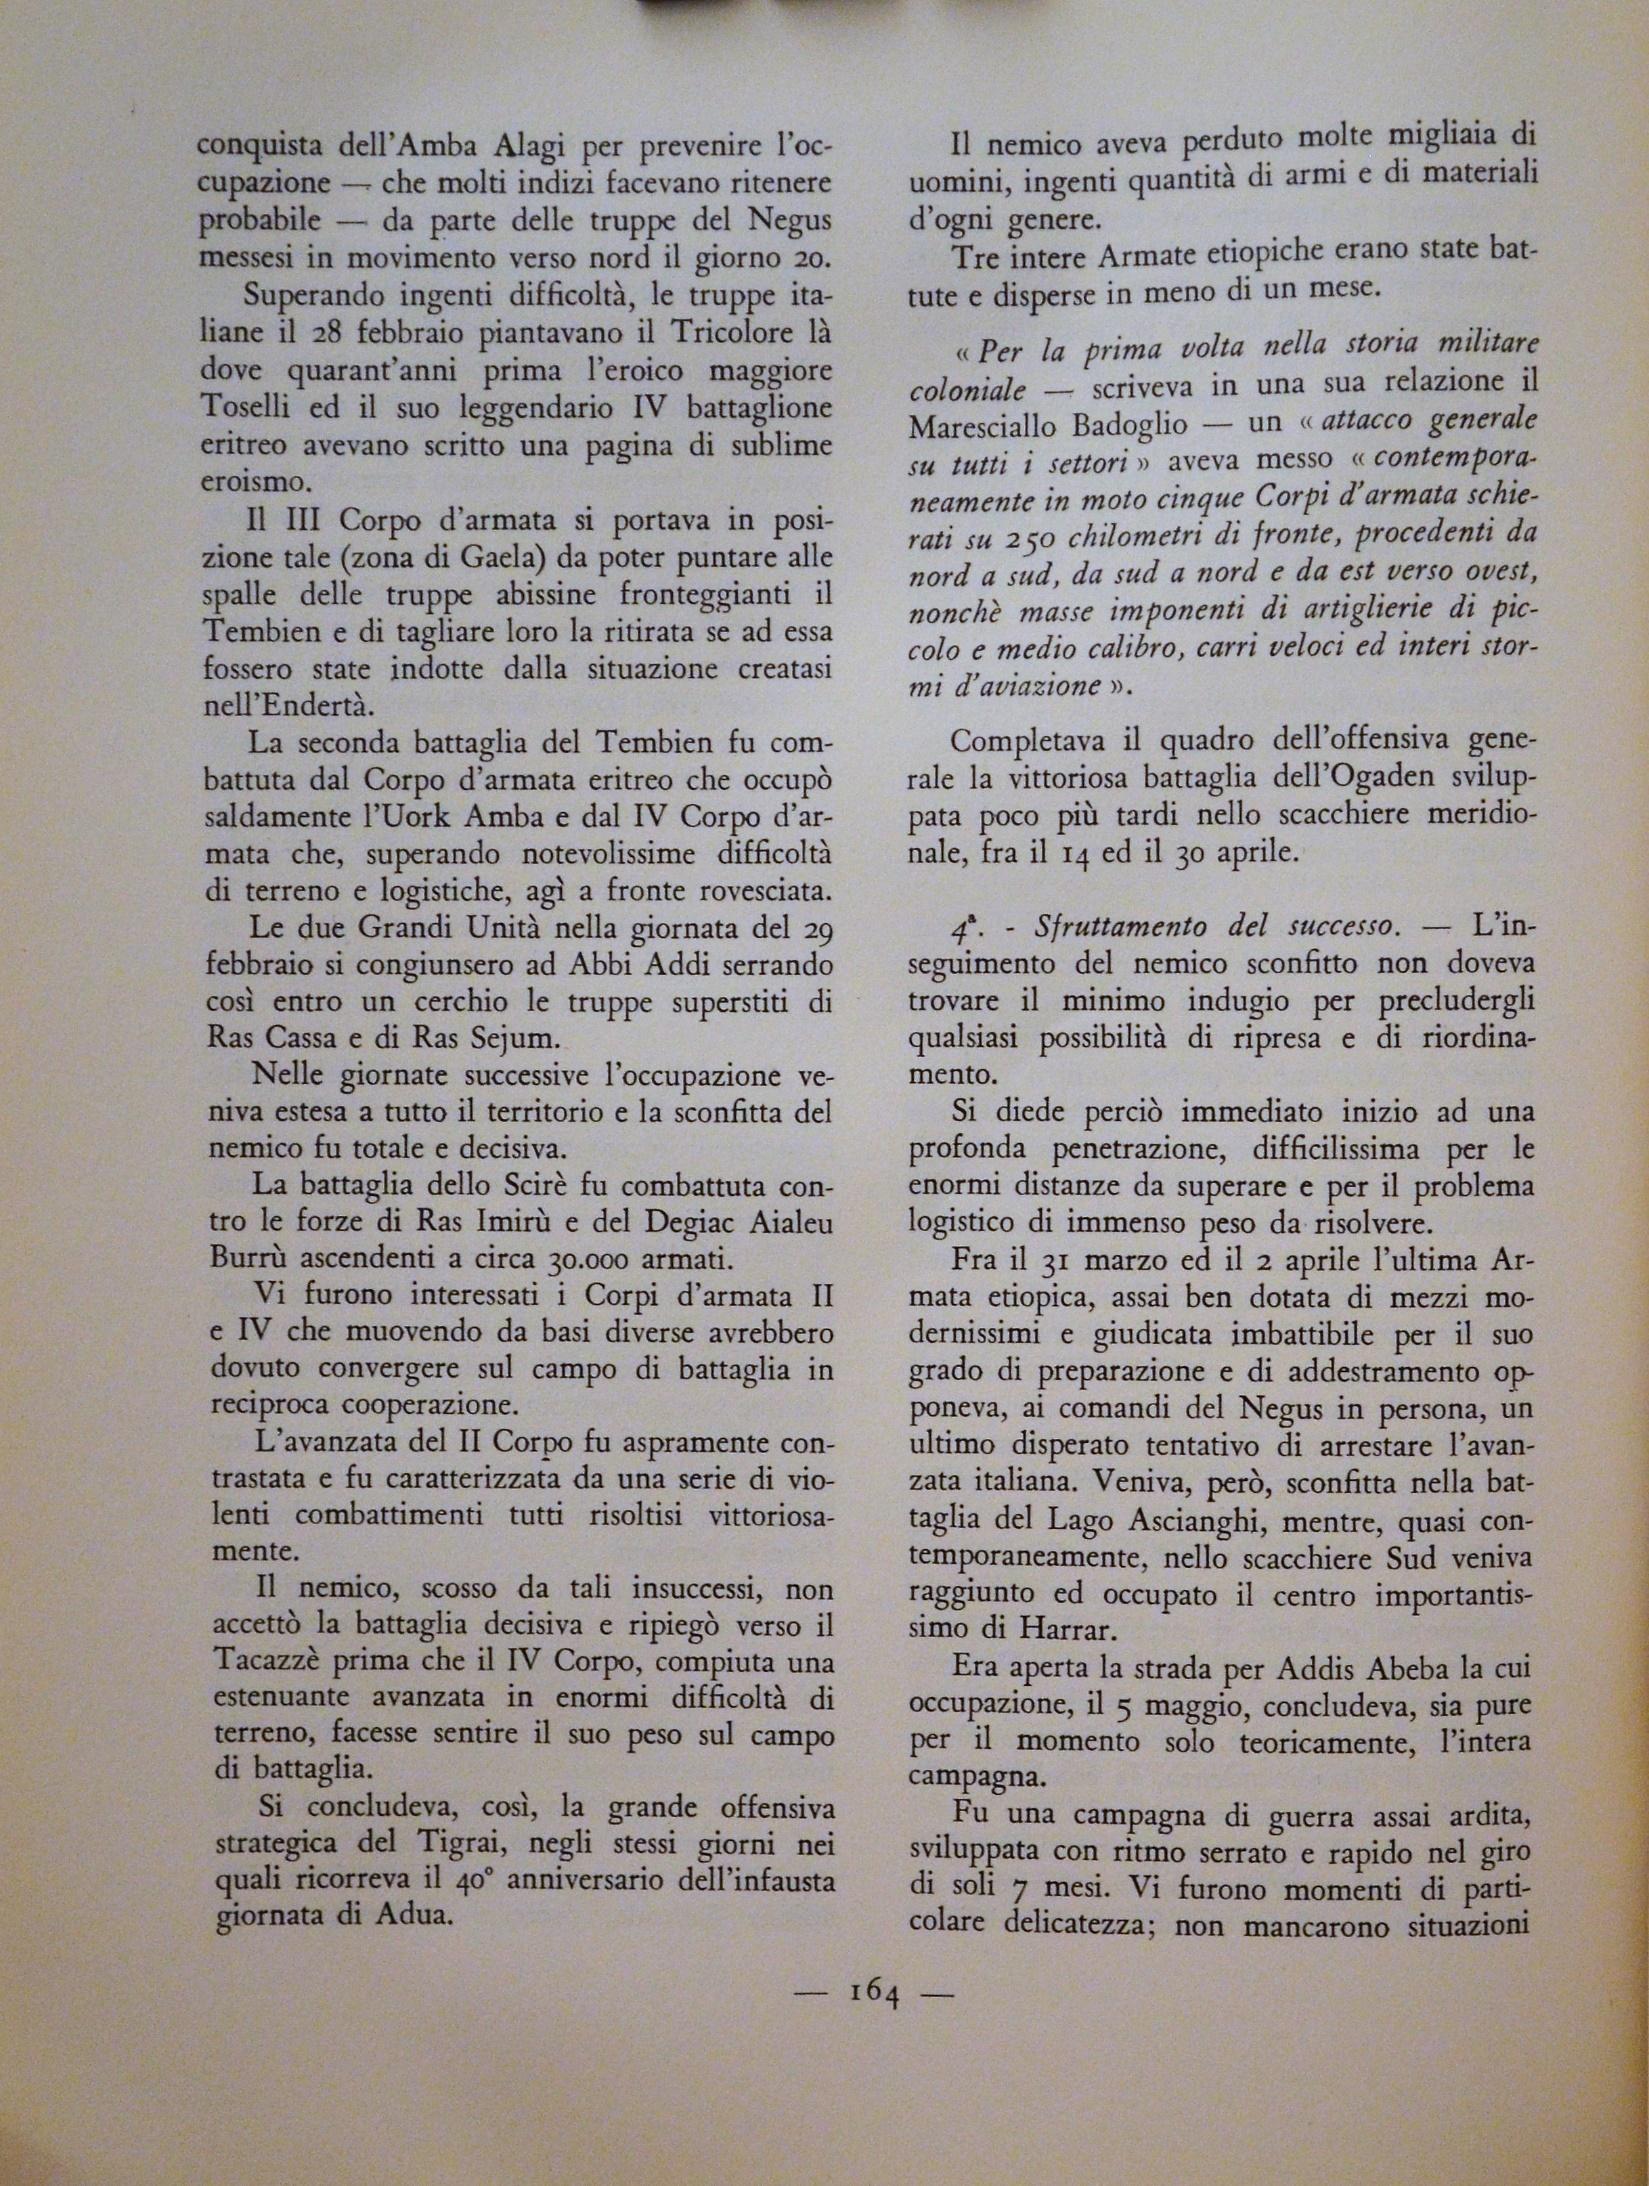 conquista dell'Amba Alagi per prevenire l'oc-
cupazione — che molti indizi facevano ritenere
probabile — da parte delle truppe del Negus
messesi in movimento verso nord il giorno 20.
Superando ingenti difficoltà, le truppe ita-
liane il 28 febbraio piantavano il Tricolore là
dove quarant'anni prima l'eroico maggiore
Toselli ed il suo leggendario IV battaglione
eritreo avevano scritto una pagina di sublime
eroismo.
Il III Corpo d'armata si portava in posi-
zione tale (zona di Gaela) da poter puntare alle
spalle delle truppe abissine fronteggianti il
Tembien e di tagliare loro la ritirata se ad essa
fossero state indotte dalla situazione creatasi
nell'Endertà.
La seconda battaglia del Tembien fu com-
battuta dal Corpo d'armata eritreo che occupò
saldamente l'Uork Amba e dal IV Corpo d'ar-
mata che, superando notevolissime difficoltà
di terreno e logistiche, agì a fronte rovesciata.
Le due Grandi Unità nella giornata del 29
febbraio si congiunsero ad Abbi Addi serrando
così entro un cerchio le truppe superstiti di
Ras Cassa e di Ras Sejum.
Nelle giornate successive l'occupazione ve-
niva estesa a tutto il territorio e la sconfitta del
nemico fu totale e decisiva.
La battaglia dello Scirè fu combattuta con-
tro le forze di Ras Imirù e del Degiac Aialeu
Burrù ascendenti a circa 30.000 armati.
Vi furono interessati i Corpi d'armata II
e IV che muovendo da basi diverse avrebbero
dovuto convergere sul campo di battaglia in
reciproca cooperazione.
L'avanzata del II Corpo fu aspramente con-
trastata e fu caratterizzata da una serie di vio-
lenti combattimenti tutti risoltisi vittoriosa-
mente.
Il nemico, scosso da tali insuccessi, non
accettò la battaglia decisiva e ripiegò verso il
Tacazzè prima che il IV Corpo, compiuta una
estenuante avanzata in enormi difficoltà di
terreno, facesse sentire il suo peso sul campo
di battaglia.
Si concludeva, così, la grande offensiva
strategica del Tigrai, negli stessi giorni nei
quali ricorreva il 40° anniversario dell'infausta
giornata di Adua.
Il nemico aveva perduto molte migliaia di
uomini, ingenti quantità di armi e di materiali
d'ogni genere.
Tre intere Armate etiopiche erano state bat-
tute e disperse in meno di un mese.
« Per la prima volta nella storia militare
coloniale — scriveva in una sua relazione il
Maresciallo Badoglio — un « attacco generale
su tutti i settori » aveva messo « contempora-
neamente in moto cinque Corpi d'armata schie-
rati su 250 chilometri di fronte, procedenti da
nord a sud, da sud a nord e da est verso ovest,
nonchè masse imponenti di artiglierie di pic-
colo e medio calibro, carri veloci ed interi stor-
mi d'aviazione ».
Completava il quadro dell'offensiva gene-
rale la vittoriosa battaglia dell'Ogaden svilup-
pata poco più tardi nello scacchiere meridio-
nale, fra il 14 ed il 30 aprile.
4ª. - Sfruttamento del successo. — L'in-
seguimento del nemico sconfitto non doveva
trovare il minimo indugio per precludergli
qualsiasi possibilità di ripresa e di riordina-
mento.
Si diede perciò immediato inizio ad una
profonda penetrazione, difficilissima per le
enormi distanze da superare e per il problema
logistico di immenso peso da risolvere.
Fra il 31 marzo ed il 2 aprile l'ultima Ar-
mata etiopica, assai ben dotata di mezzi mo-
dernissimi e giudicata imbattibile per il suo
grado di preparazione e di addestramento op-
poneva, ai comandi del Negus in persona, un
ultimo disperato tentativo di arrestare l'avan-
zata italiana. Veniva, però, sconfitta nella bat-
taglia del Lago Ascianghi, mentre, quasi con-
temporaneamente, nello scacchiere Sud veniva
raggiunto ed occupato il centro importantis-
simo di Harrar.
Era aperta la strada per Addis Abeba la cui
occupazione, il 5 maggio, concludeva, sia pure
per il momento solo teoricamente, l'intera
campagna.
Fu una campagna di guerra assai ardita,
sviluppata con ritmo serrato e rapido nel giro
di soli 7 mesi. Vi furono momenti di parti-
colare delicatezza; non mancarono situazioni
— 164 —